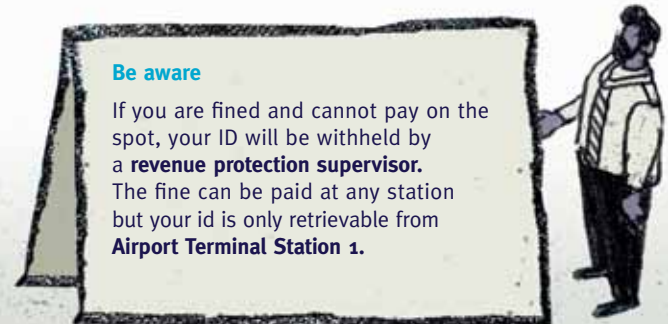 Be aware
If you are fined and cannot pay on the
spot, your ID will be withheld by
a revenue protection supervisor.
The fine can be paid at any station
but your id is only retrievable from
Airport Terminal Station 1.